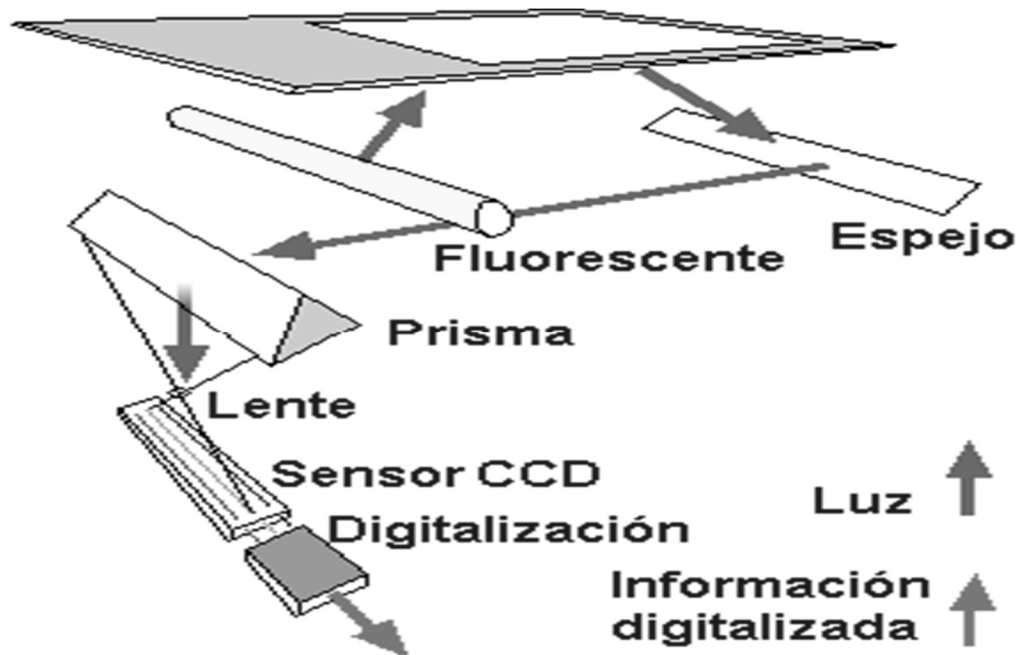 Espejo
Fluorescente
Prisma
Lente
Sensor CCD
Digitalización
Luz
Información
digitalizada